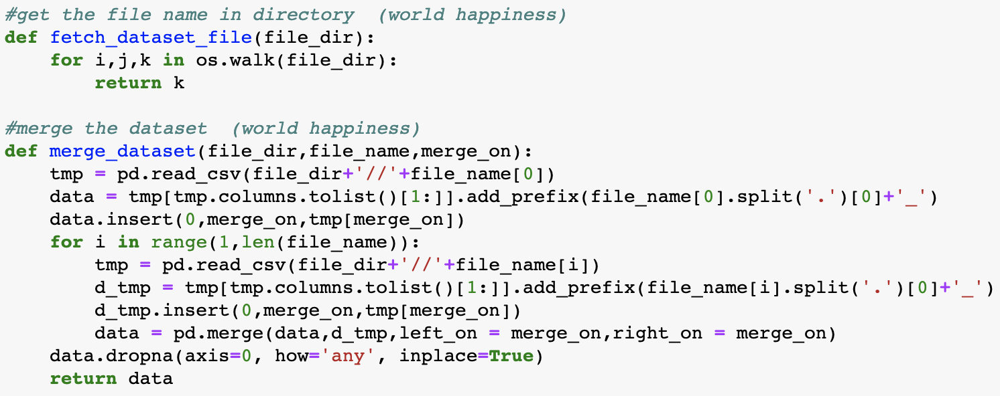 #get the file name in directory  (world happiness)
def fetch_dataset_file(file_dir):
    for i,j,k in os.walk(file_dir):
        return k

#merge the dataset  (world happiness)
def merge_dataset(file_dir,file_name,merge_on):
    tmp = pd.read_csv(file_dir+'//'+file_name[0])
    data = tmp[tmp.columns.tolist()[1:]].add_prefix(file_name[0].split('.')[0]+'_')
    data.insert(0,merge_on,tmp[merge_on])
    for i in range(1,len(file_name)):
        tmp = pd.read_csv(file_dir+'//'+file_name[i])
        d_tmp = tmp[tmp.columns.tolist()[1:]].add_prefix(file_name[i].split('.')[0]+'_')
        d_tmp.insert(0,merge_on,tmp[merge_on])
        data = pd.merge(data,d_tmp,left_on = merge_on,right_on = merge_on)
    data.dropna(axis=0, how='any', inplace=True)
    return data